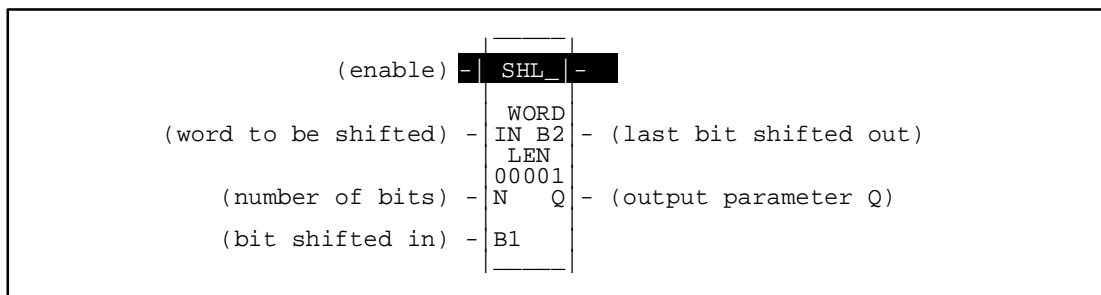 (enable) -| SHL_ |-
WORD
(word to be shifted) -|IN B2|- (last bit shifted out)
LEN
00001
(number of bits) -|N Q|- (output parameter Q)
(bit shifted in) -|B1